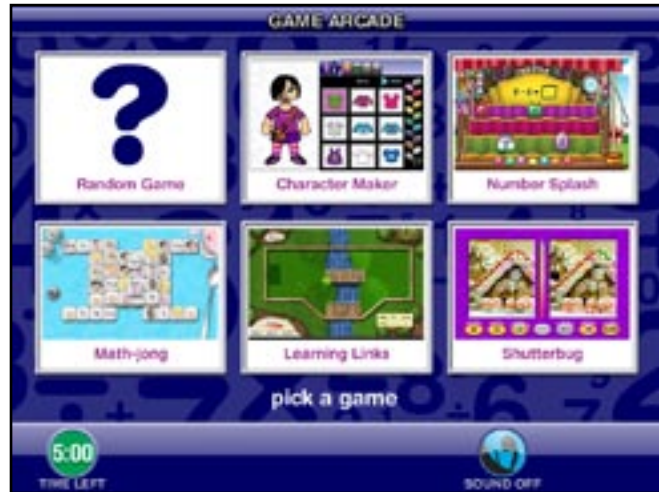 GAME ARCADE
Random Game
Character Maker
Number Splash
Math-jong
Learning Links
Shutterbug
pick a game
5:00
TIME LEFT
SOUND OFF